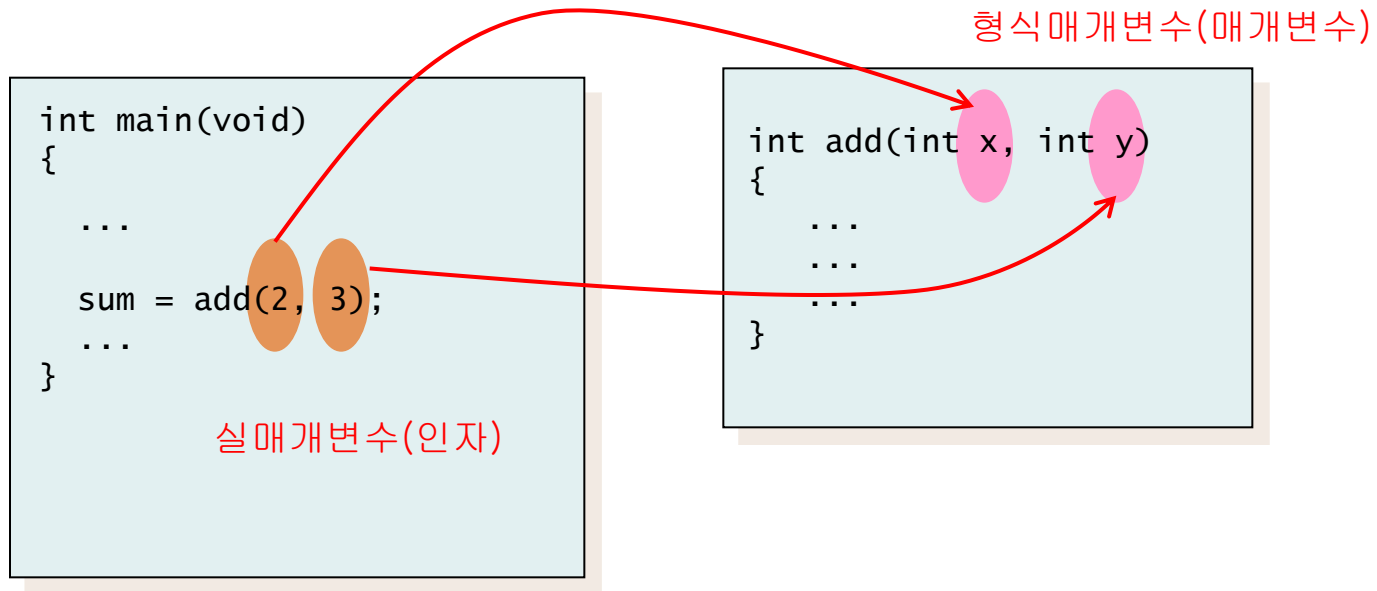 형식매개변수(매개변수)
int main(void)
{
...
sum = add(2, 3);
...
}
실매개변수(인자)
int add(int x, int y)
{
...
...
...
}